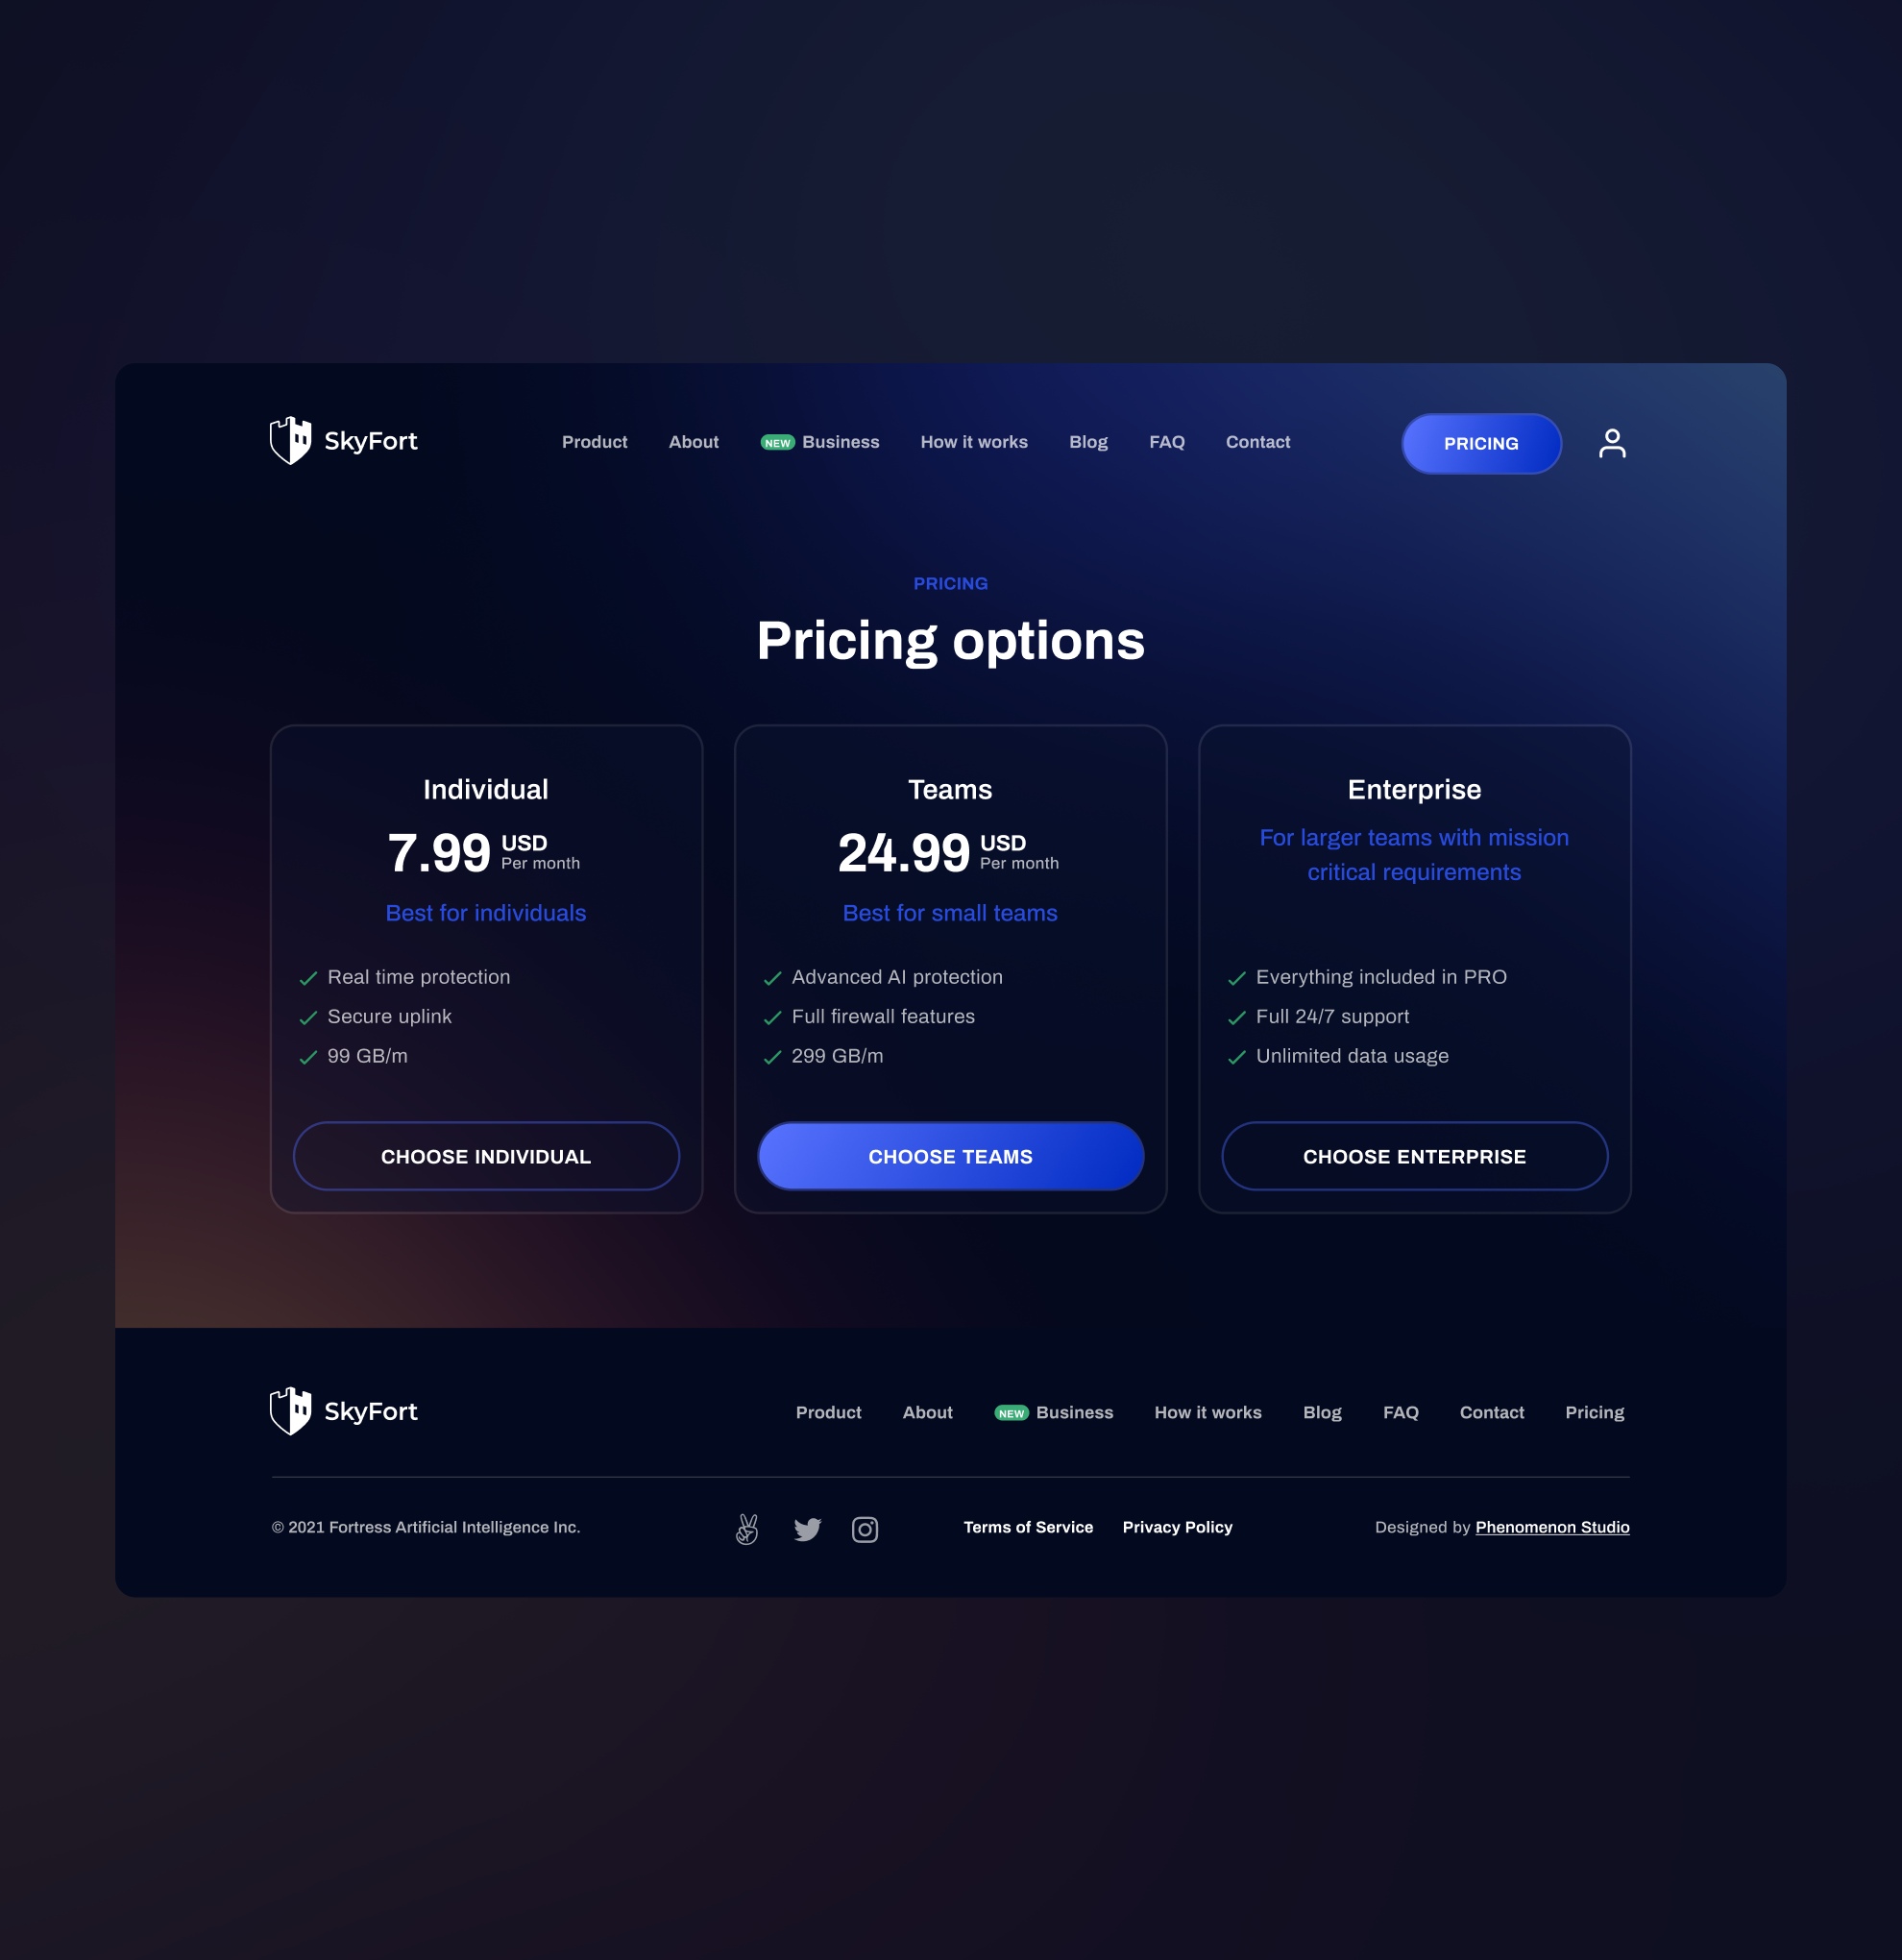 SkyFort
Product About NEW Business How it works Blog FAQ Contact
PRICING
PRICING
Pricing options
Individual
7.99 USD
Per month
Best for individuals
Real time protection
Secure uplink
99 GB/m
CHOOSE INDIVIDUAL
Teams
24.99 USD
Per month
Best for small teams
Advanced AI protection
Full firewall features
299 GB/m
CHOOSE TEAMS
Enterprise
For larger teams with mission
critical requirements
Everything included in PRO
Full 24/7 support
Unlimited data usage
CHOOSE ENTERPRISE
SkyFort
Product About NEW Business How it works Blog FAQ Contact Pricing
© 2021 Fortress Artificial Intelligence Inc.
Terms of Service Privacy Policy
Designed by Phenomenon Studio